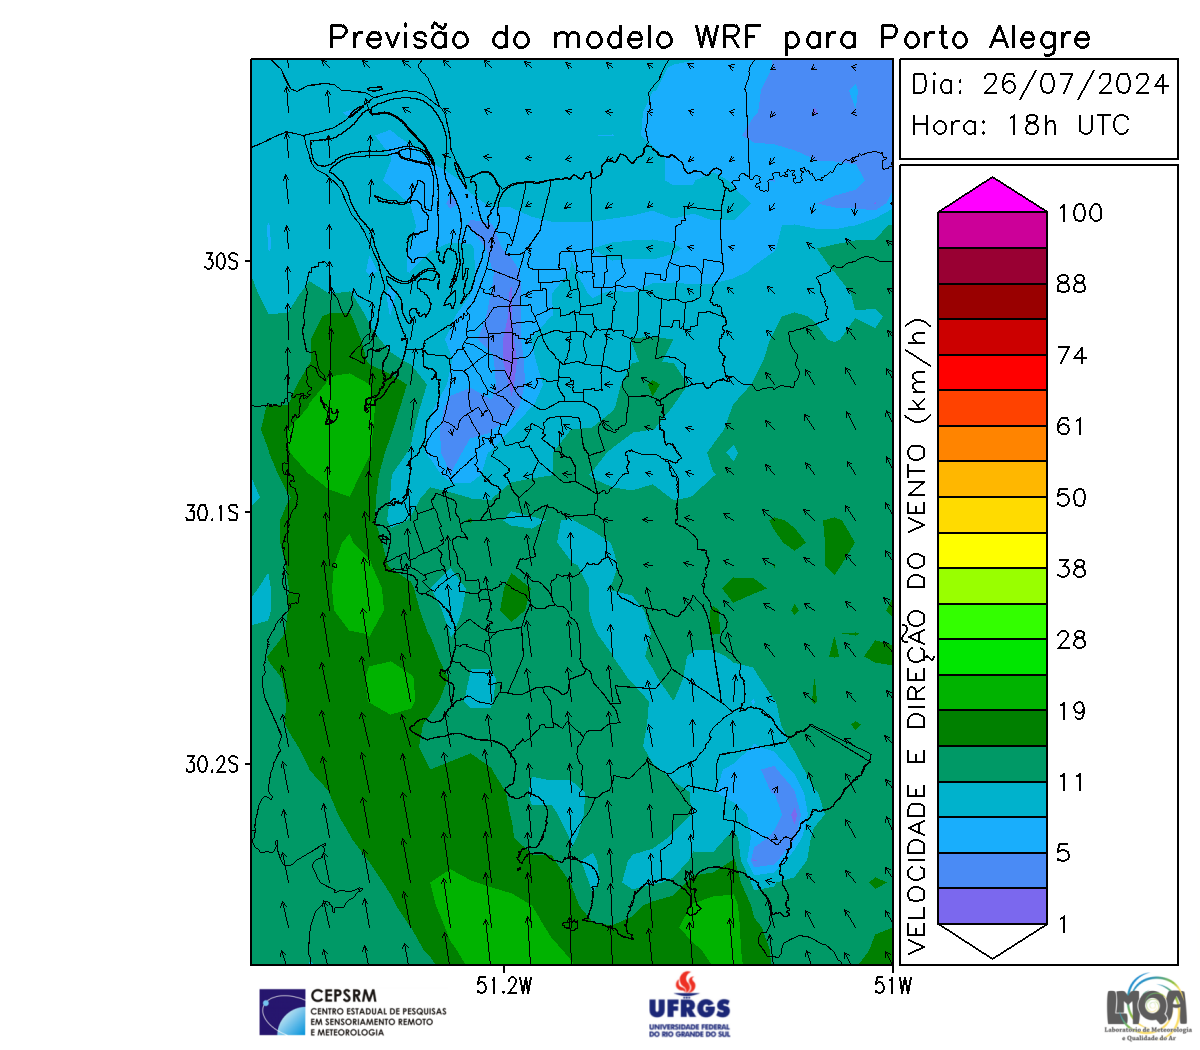 Previsão do modelo WRF para Porto Alegre
Dia: 26/07/2024
Hora: 18h UTC
30S
30.1S
30.2S
51.2W
51W
VELOCIDADE E DIREÇÃO DO VENTO (km/h)
100
88
74
61
50
38
28
19
11
5
1
CEPSRM
CENTRO ESTADUAL DE PESQUISAS
EM SENSORIAMENTO REMOTO
E METEOROLOGIA
UFRGS
UNIVERSIDADE FEDERAL
DO RIO GRANDE DO SUL
LMQA
Laboratório de Meteorologia
e Qualidade do Ar